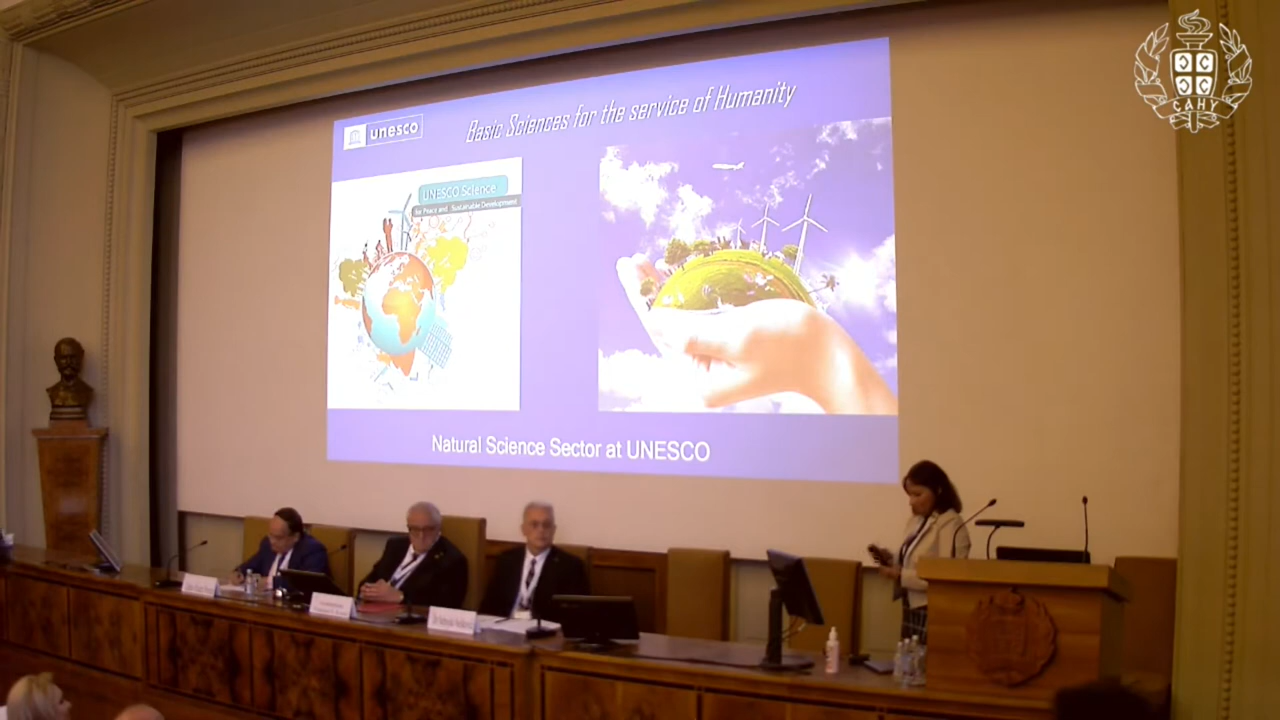 unesco
Basic Sciences for the service of Humanity
UNESCO Science
for Peace and Sustainable Development
Natural Science Sector at UNESCO
САНУ